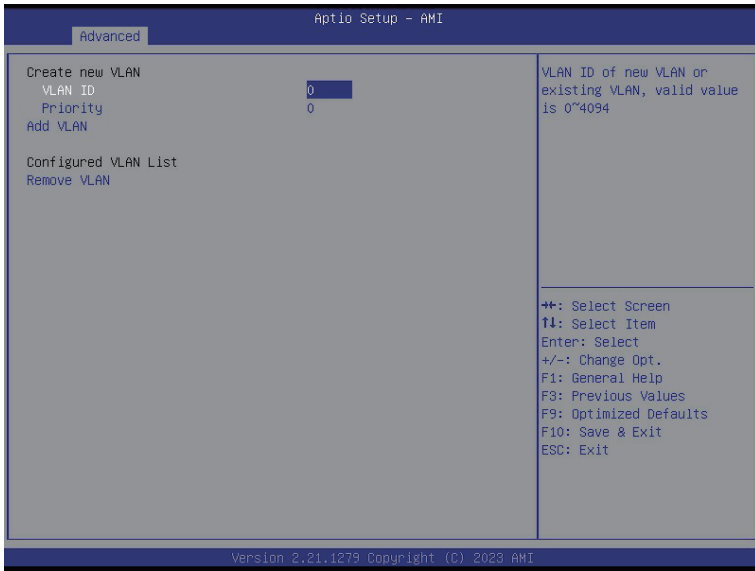 Aptio Setup – AMI
Advanced
Create new VLAN
VLAN ID 0
Priority 0
Add VLAN
Configured VLAN List
Remove VLAN
VLAN ID of new VLAN or
existing VLAN, valid value
is 0~4094
→←: Select Screen
↑↓: Select Item
Enter: Select
+/-: Change Opt.
F1: General Help
F3: Previous Values
F9: Optimized Defaults
F10: Save & Exit
ESC: Exit
Version 2.21.1279 Copyright (C) 2023 AMI